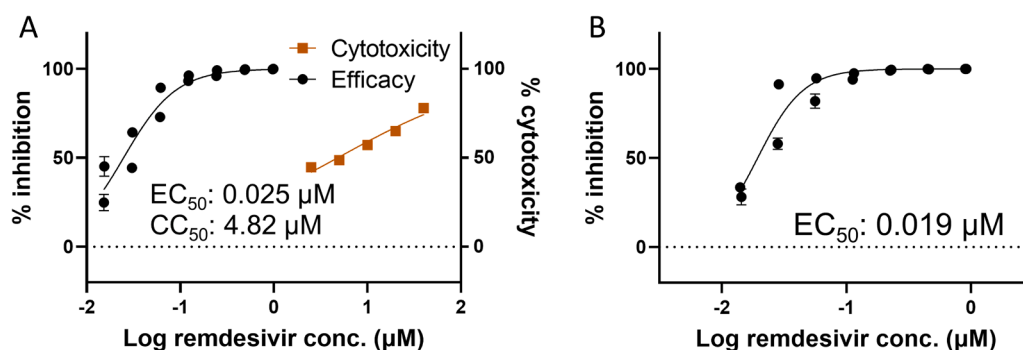 A
% inhibition
100
50
0
Cytotoxicity
Efficacy
EC50: 0.025 µM
CC50: 4.82 µM
100
50
0
% cytotoxicity
-2
-1
0
1
2
Log remdesivir conc. (µM)
B
% inhibition
100
50
0
EC50: 0.019 µM
-2
-1
0
Log remdesivir conc. (µM)